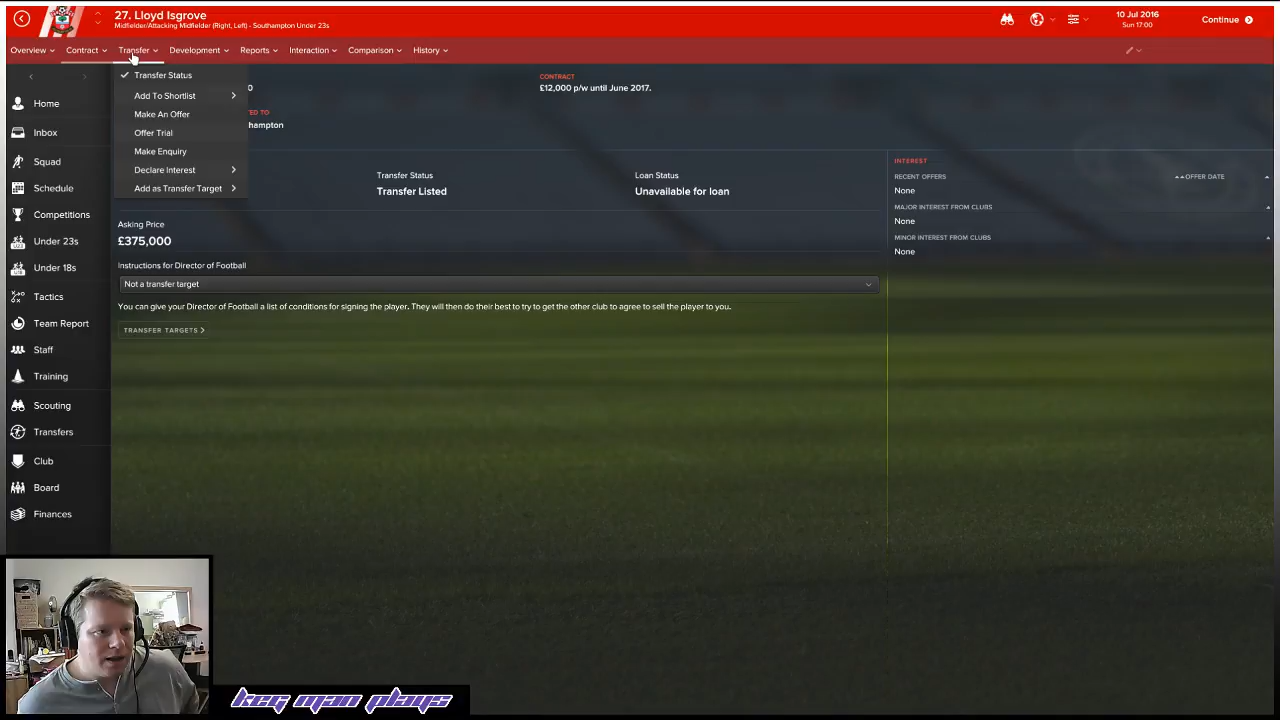 27. Lloyd Isgrove
Midfielder/Attacking Midfielder (Right, Left) - Southampton Under 23s
10 Jul 2016
Sun 17:00
Continue
Overview
Contract
Transfer
Development
Reports
Interaction
Comparison
History
Transfer Status
Add To Shortlist
Make An Offer
Offer Trial
Make Enquiry
Declare Interest
Add as Transfer Target
Home
Inbox
Squad
Schedule
Competitions
Under 23s
Under 18s
Tactics
Team Report
Staff
Training
Scouting
Transfers
Club
Board
Finances
CONTRACT
£12,000 p/w until June 2017.
Transfer Status
Transfer Listed
Loan Status
Unavailable for loan
Asking Price
£375,000
Instructions for Director of Football
Not a transfer target
You can give your Director of Football a list of conditions for signing the player. They will then do their best to try to get the other club to agree to sell the player to you.
TRANSFER TARGETS
INTEREST
RECENT OFFERS
OFFER DATE
None
MAJOR INTEREST FROM CLUBS
None
MINOR INTEREST FROM CLUBS
None
KEG MAN PLAYS